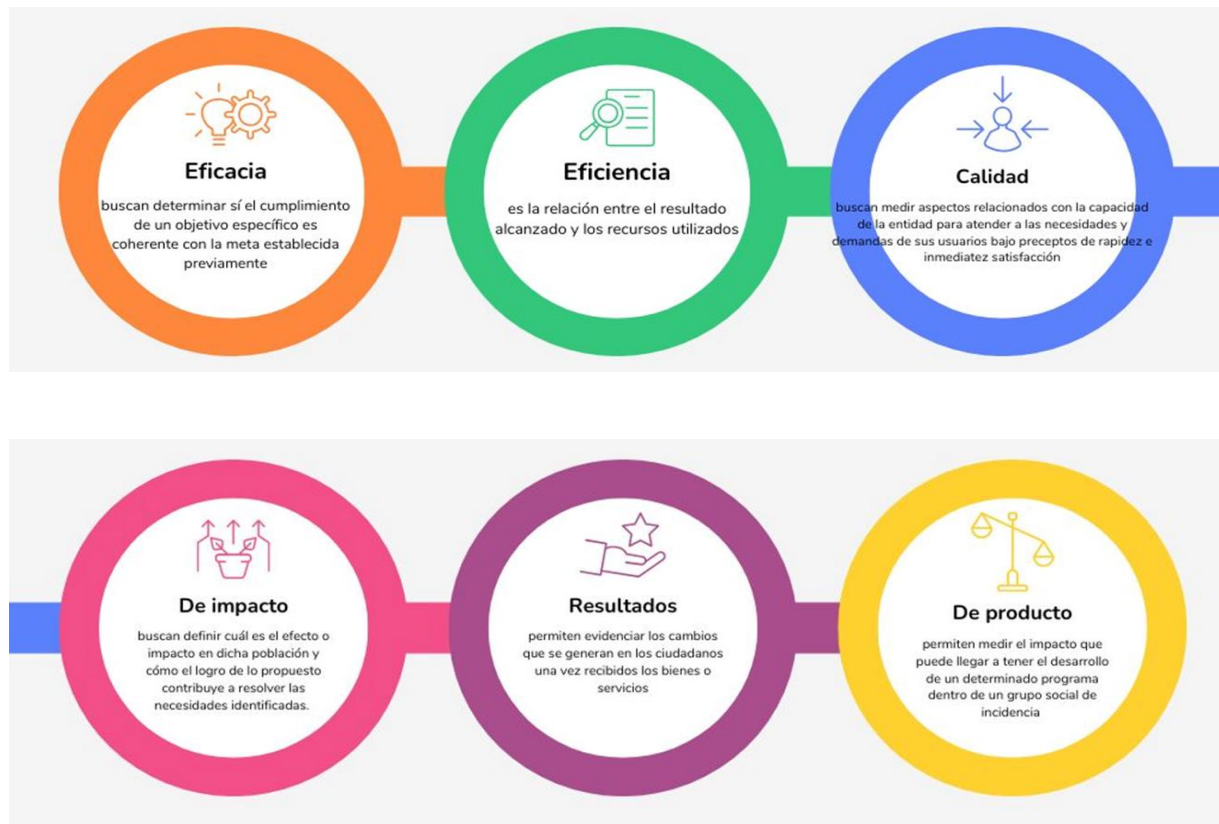 Eficacia
buscan determinar sí el cumplimiento
de un objetivo específico es
coherente con la meta establecida
previamente
Eficiencia
es la relación entre el resultado
alcanzado y los recursos utilizados
Calidad
buscan medir aspectos relacionados con la capacidad
de la entidad para atender a las necesidades y
demandas de sus usuarios bajo preceptos de rapidez e
inmediatez satisfacción
De impacto
buscan definir cuál es el efecto o
impacto en dicha población y
cómo el logro de lo propuesto
contribuye a resolver las
necesidades identificadas.
Resultados
permiten evidenciar los cambios
que se generan en los ciudadanos
una vez recibidos los bienes o
servicios
De producto
permiten medir el impacto que
puede llegar a tener el desarrollo
de un determinado programa
dentro de un grupo social de
incidencia